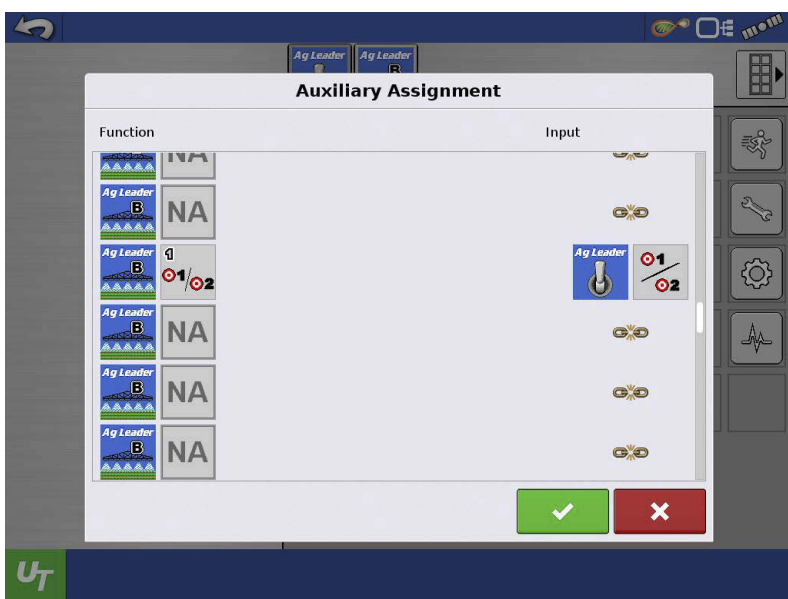 Ag Leader Ag Leader
B
Auxiliary Assignment
Function Input
NA
Ag Leader
B NA
Ag Leader 1 Ag Leader
B 1/2 1/2
Ag Leader
B NA
Ag Leader
B NA
Ag Leader
B NA
UT